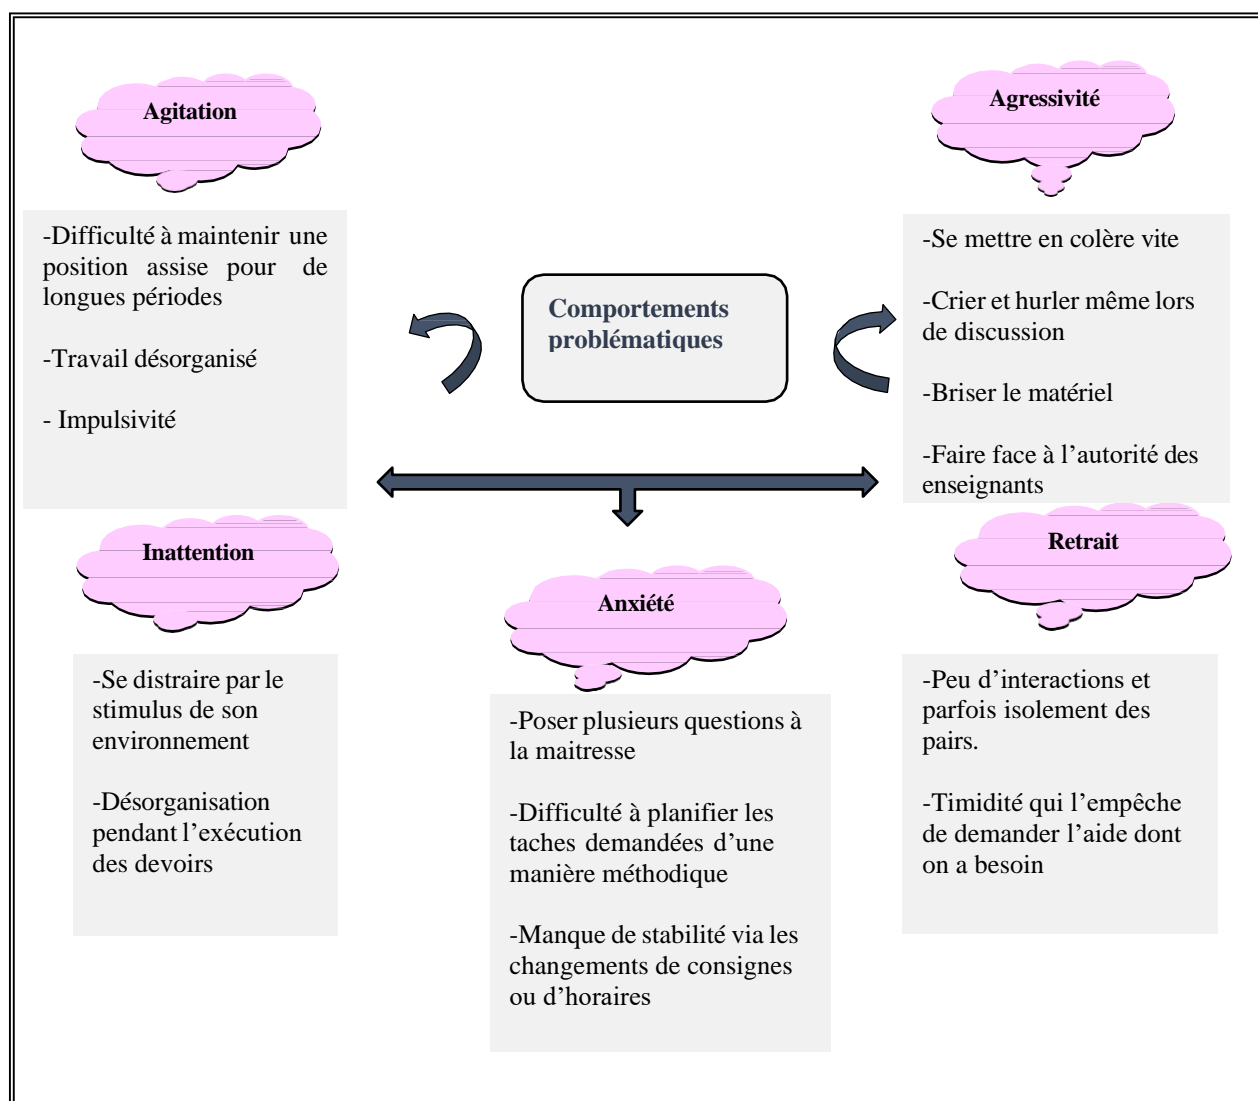 Agitation
-Difficulté à maintenir une
position assise pour de
longues périodes
-Travail désorganisé
- Impulsivité
Comportements
problématiques
Agressivité
-Se mettre en colère vite
-Crier et hurler même lors
de discussion
-Briser le matériel
-Faire face à l’autorité des
enseignants
Inattention
-Se distraire par le
stimulus de son
environnement
-Désorganisation
pendant l’exécution
des devoirs
Anxiété
-Poser plusieurs questions à
la maitresse
-Difficulté à planifier les
taches demandées d’une
manière méthodique
-Manque de stabilité via les
changements de consignes
ou d’horaires
Retrait
-Peu d’interactions et
parfois isolement des
pairs.
-Timidité qui l’empêche
de demander l’aide dont
on a besoin